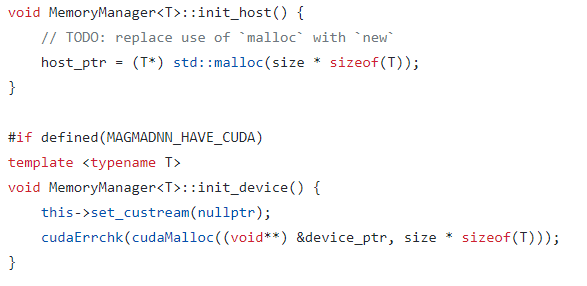 void MemoryManager<T>::init_host() {
    // TODO: replace use of `malloc` with `new`
    host_ptr = (T*) std::malloc(size * sizeof(T));
}

#if defined(MAGMADNN_HAVE_CUDA)
template <typename T>
void MemoryManager<T>::init_device() {
    this->set_custream(nullptr);
    cudaErrchk(cudaMalloc((void**) &device_ptr, size * sizeof(T)));
}